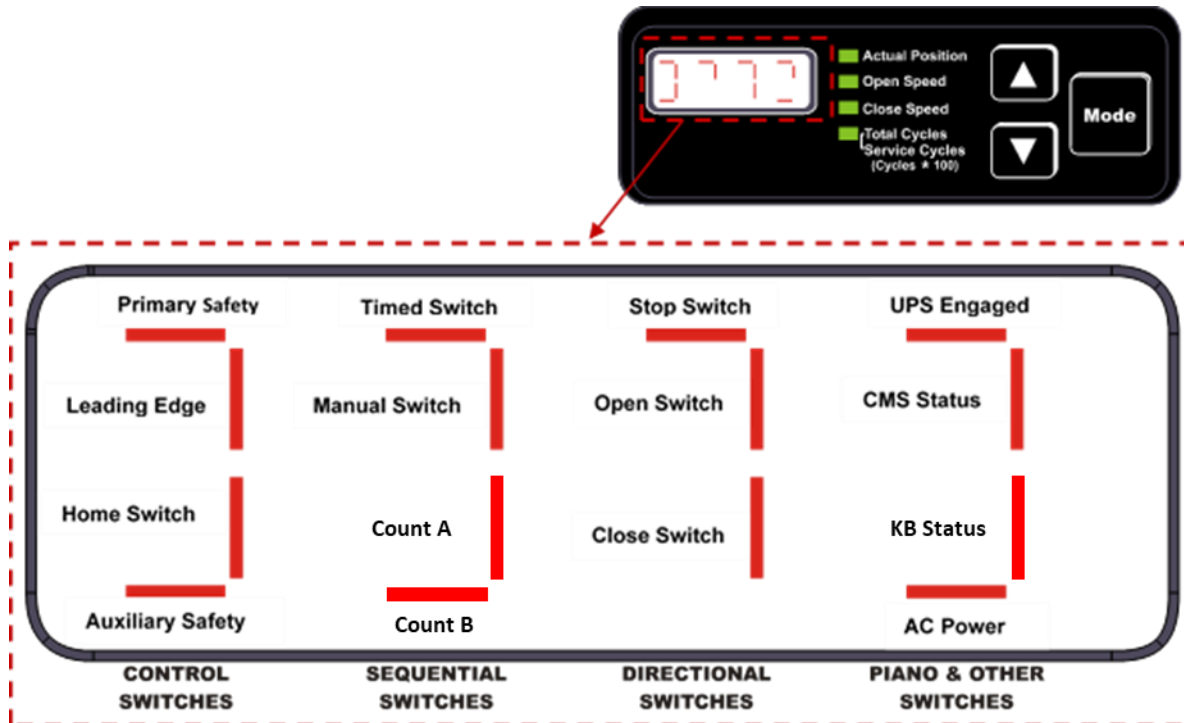 Actual Position
Open Speed
Close Speed
Total Cycles
Service Cycles
(Cycles * 100)
Mode
Primary Safety
Timed Switch
Stop Switch
UPS Engaged
Leading Edge
Manual Switch
Open Switch
CMS Status
Home Switch
Count A
Close Switch
KB Status
Auxiliary Safety
Count B
AC Power
CONTROL
SWITCHES
SEQUENTIAL
SWITCHES
DIRECTIONAL
SWITCHES
PIANO & OTHER
SWITCHES